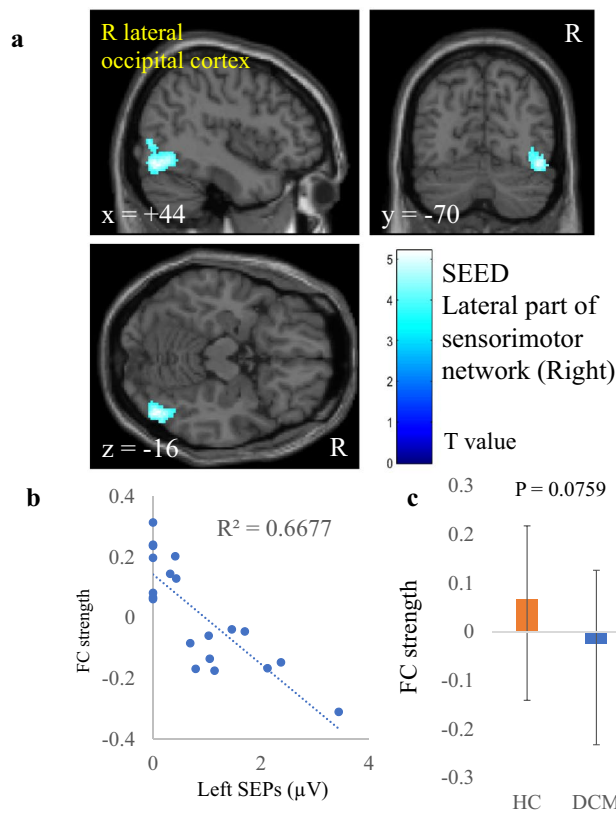 a
R lateral
occipital cortex
x = +44
R
y = -70
z = -16
R
5
4
3
2
1
0
SEED
Lateral part of
sensorimotor
network (Right)
T value
b
0.4
0.2
0
-0.2
-0.4
FC strength
R² = 0.6677
0
2
4
Left SEPs (µV)
c
P = 0.0759
0.3
0.2
0.1
0
-0.1
-0.2
-0.3
FC strength
HC
DCM